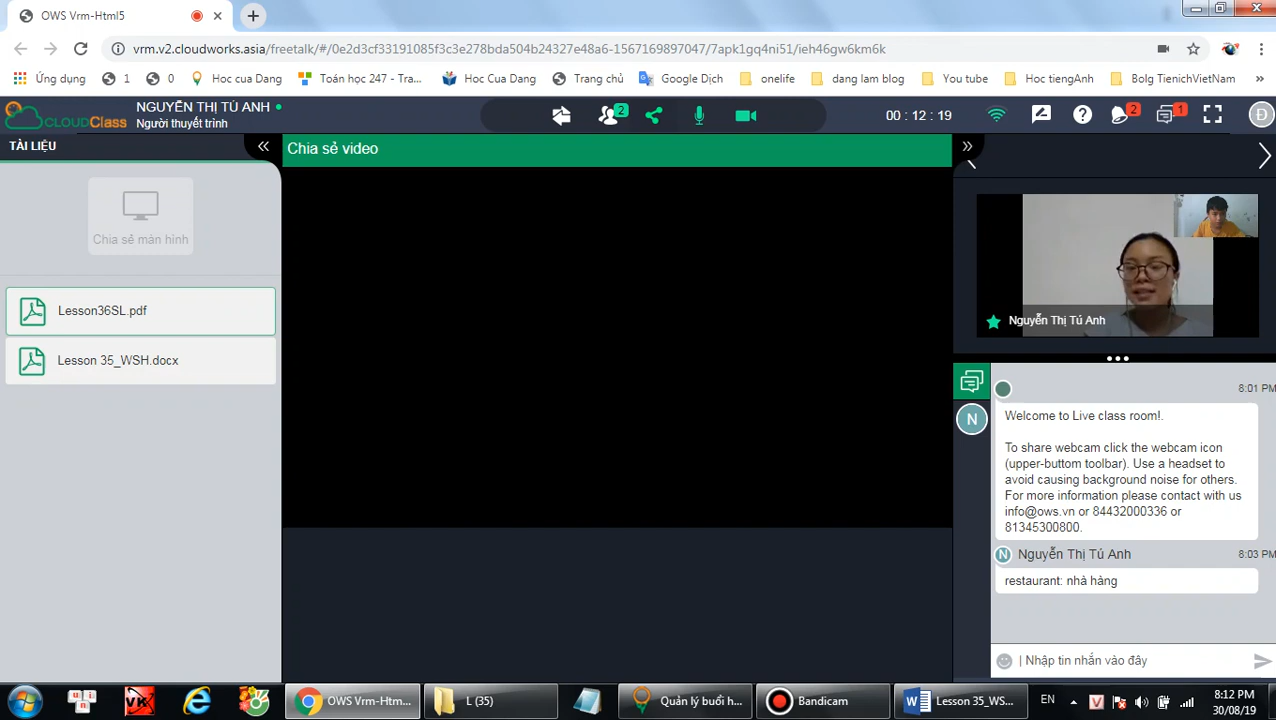 OWS Vrm-Html5
vrm.v2.cloudworks.asia/freetalk/#/0e2d3cf33191085f3c3e278bda504b24327e48a6-1567169897047/7apk1gq4ni51/ieh46gw6km6k
Ứng dụng
1
0
Hoc cua Dang
Toán học 247 - Tra...
Học Cua Dang
Trang chủ
Google Dịch
onelife
dang lam blog
You tube
Học tiengAnh
Bolg TienichVietNam
»
CLOUDClass
NGUYỄN THỊ TÚ ANH
Người thuyết trình
2
00 : 12 : 19
2
1
Đ
TÀI LIỆU
Chia sẻ video
Chia sẻ màn hình
Lesson36SL.pdf
Lesson 35_WSH.docx
Nguyễn Thị Tú Anh
8:01 PM
N
Welcome to Live class room!.
To share webcam click the webcam icon
(upper-buttom toolbar). Use a headset to
avoid causing background noise for others.
For more information please contact with us
info@ows.vn or 84432000336 or
81345300800.
N Nguyễn Thị Tú Anh 8:03 PM
restaurant: nhà hàng
Nhập tin nhắn vào đây
OWS Vrm-Htm...
L (35)
Quản lý buổi h...
Bandicam
Lesson 35_WS...
EN
8:12 PM
30/08/19